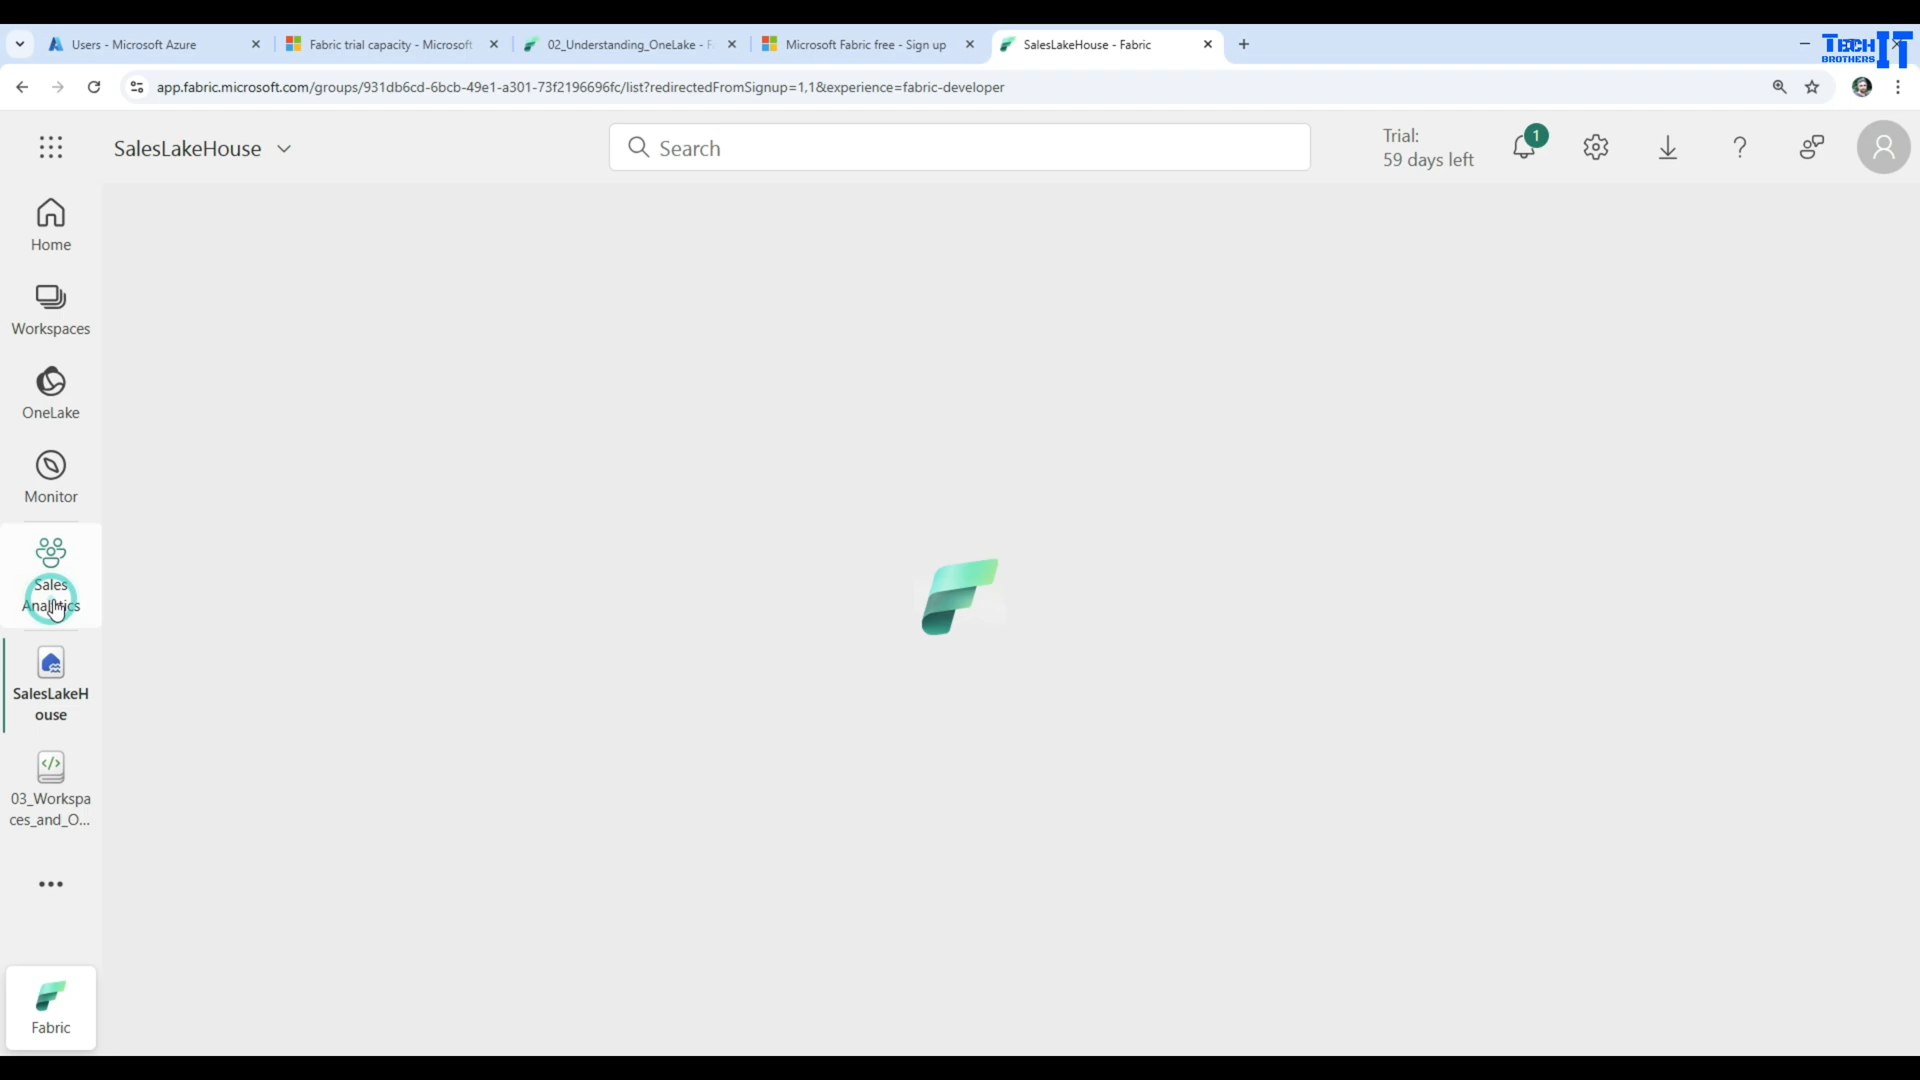 Users - Microsoft Azure
Fabric trial capacity - Microsoft
02_Understanding_OneLake - F
Microsoft Fabric free - Sign up
SalesLakeHouse - Fabric
TECH IT
BROTHERS
app.fabric.microsoft.com/groups/931db6cd-6bcb-49e1-a301-73f2196696fc/list?redirectedFromSignup=1,1&experience=fabric-developer
SalesLakeHouse
Search
Trial:
59 days left
1
Home
Workspaces
OneLake
Monitor
Sales
Analytics
SalesLakeH
ouse
03_Workspa
ces_and_O...
Fabric